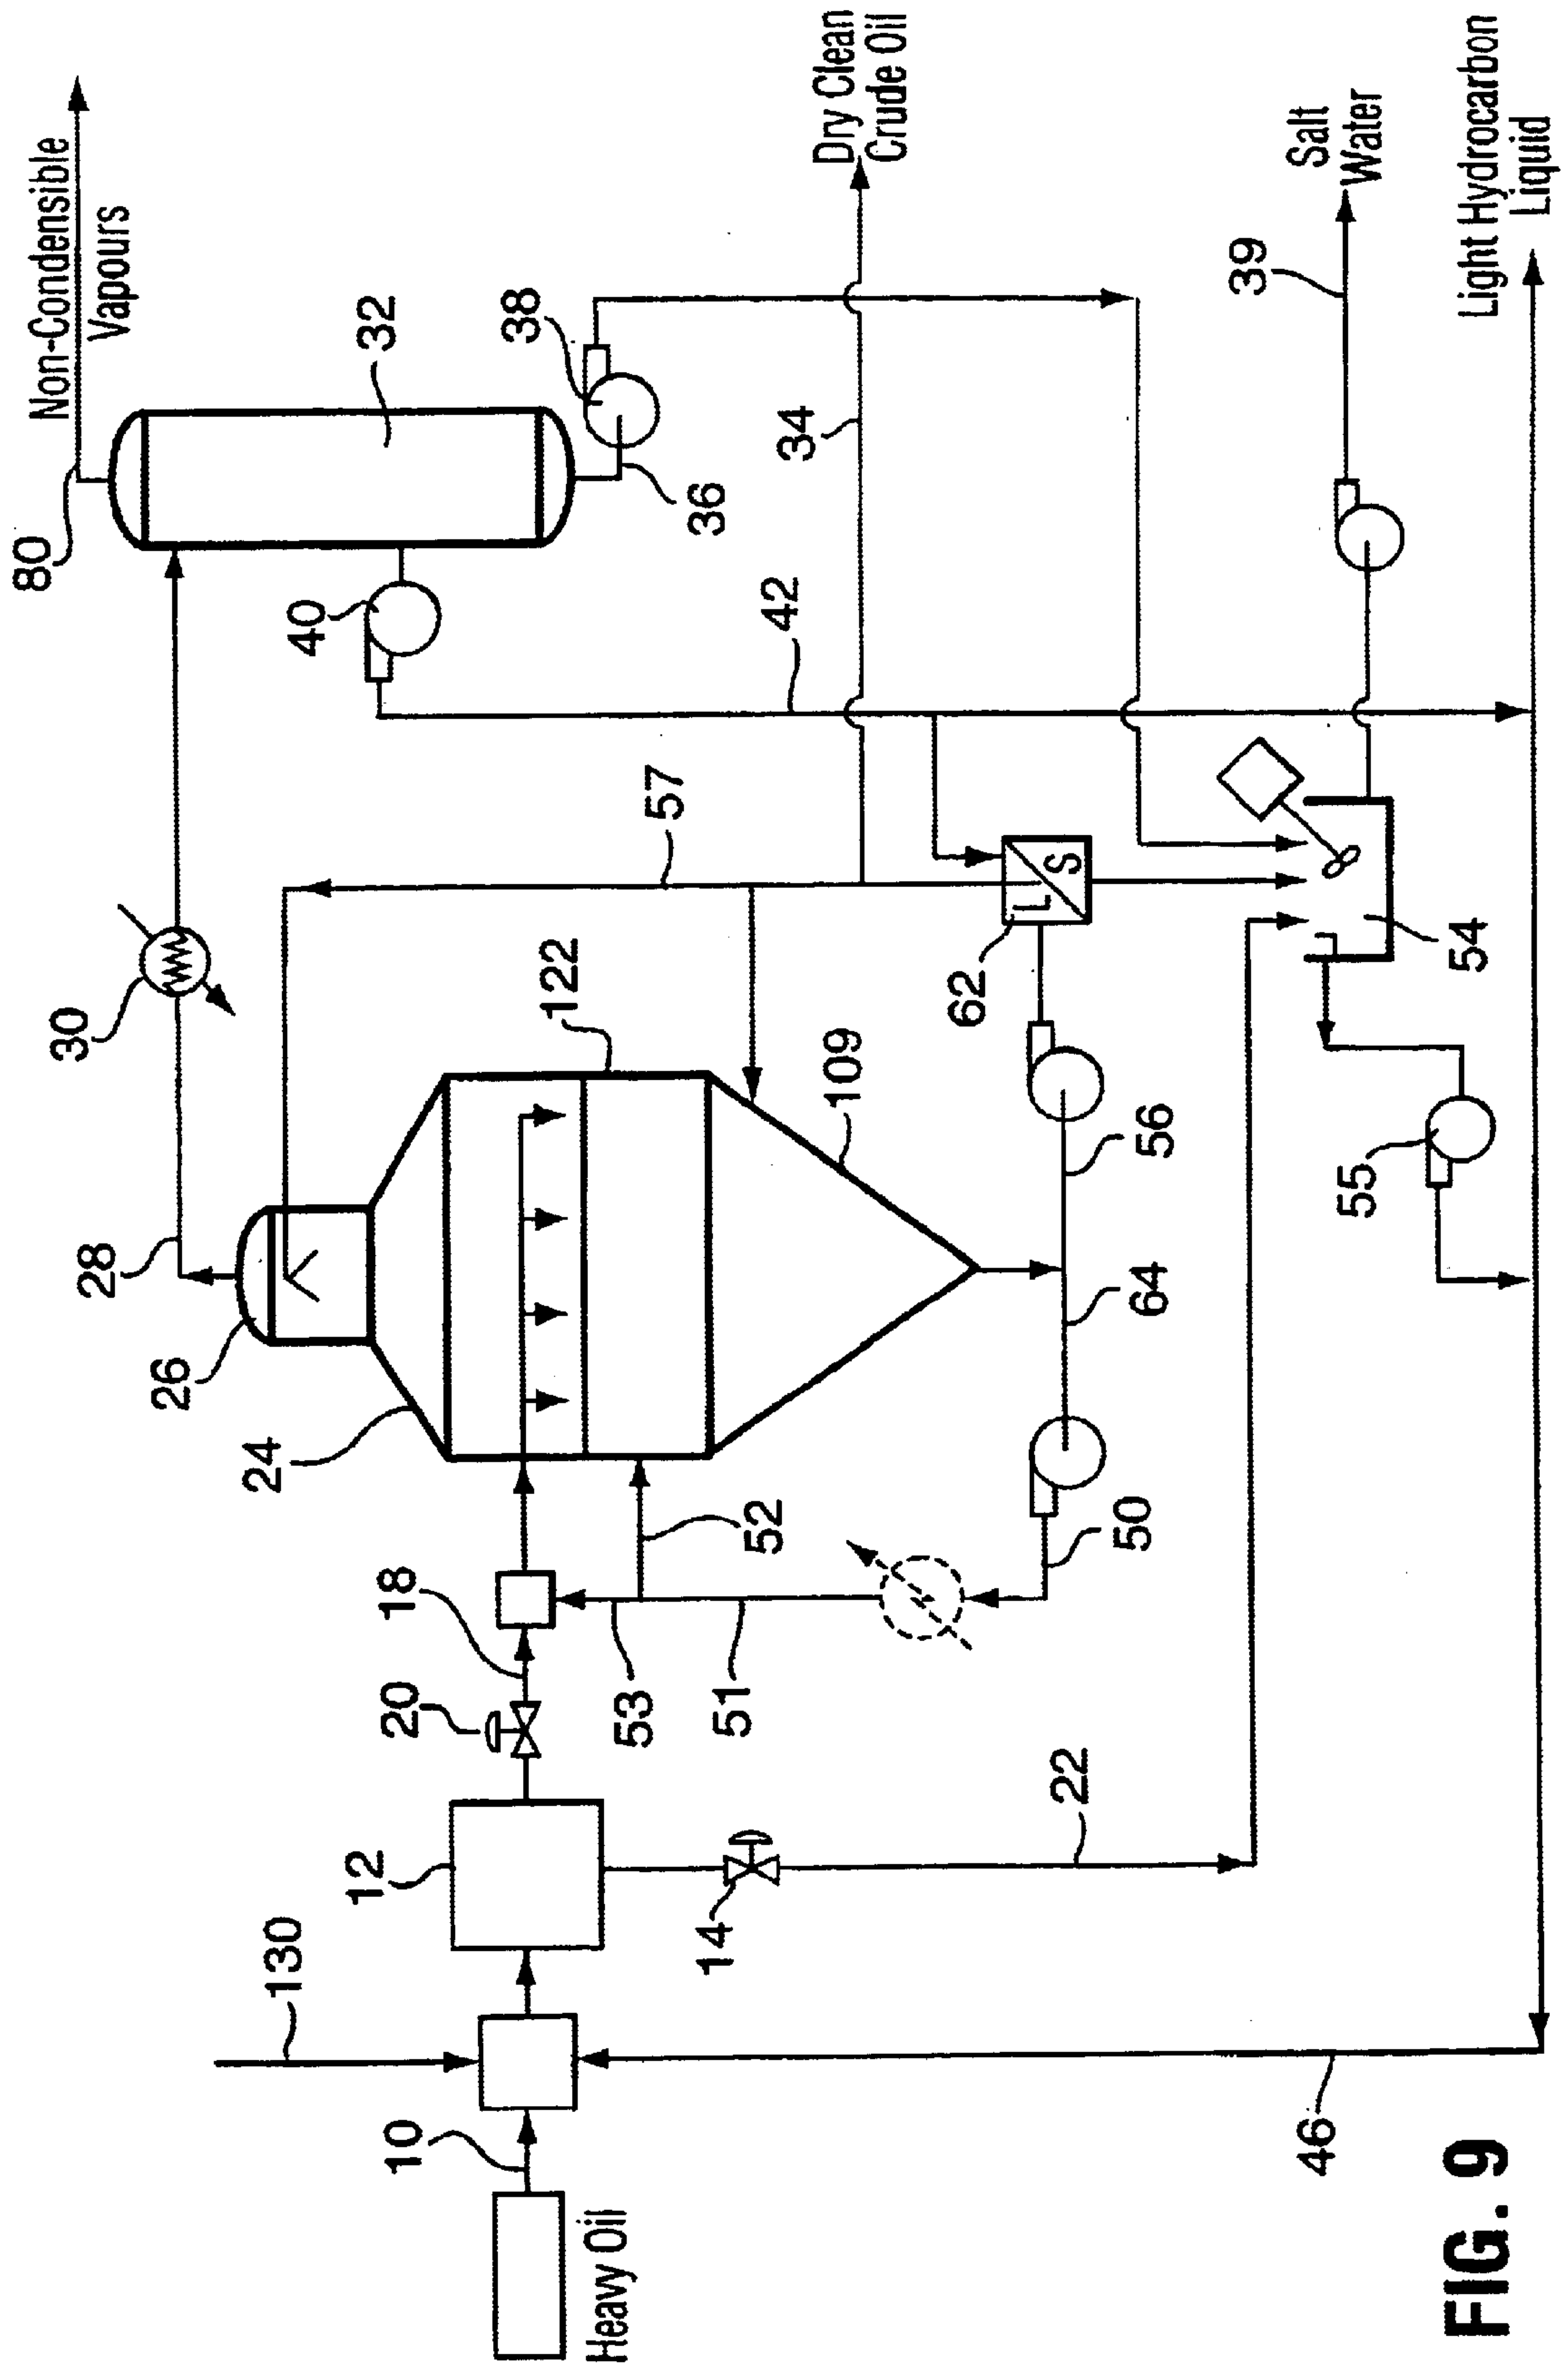 Non-Condensible
Vapours
80
32
38
36
40
30
28
26
24
122
57
42
34
Dry Clean
Crude Oil
Salt
Water
39
Light Hydrocarbon
Liquid
109
62
L
S
54
56
64
50
55
52
18
20
53
51
12
14
22
130
10
Heavy Oil
46
FIG. 9